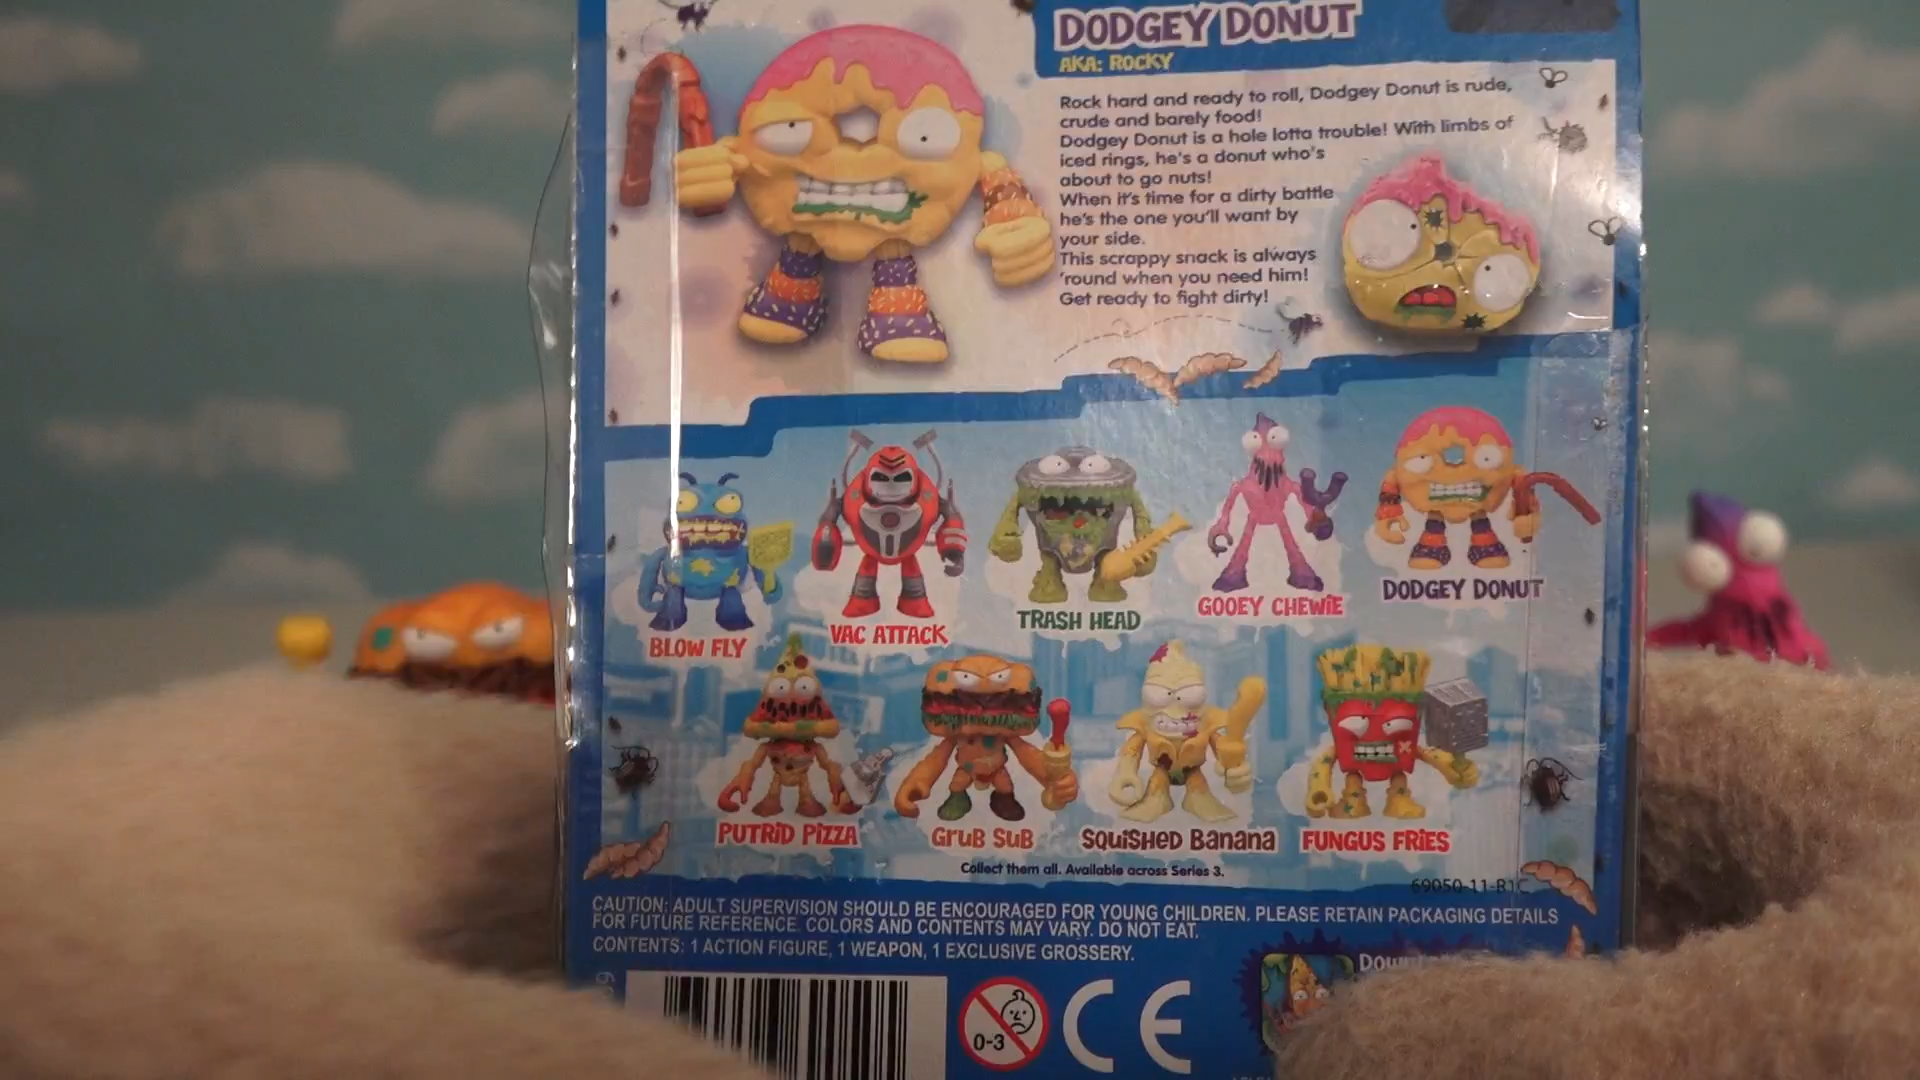 DODGEY DONUT
AKA: ROCKY
Rock hard and ready to roll, Dodgey Donut is rude,
crude and barely food!
Dodgey Donut is a hole lotta trouble! With limbs of
iced rings, he's a donut who's
about to go nuts!
When it's time for a dirty battle
he's the one you'll want by
your side.
This scrappy snack is always
'round when you need him!
Get ready to fight dirty!
BLOW FLY
VAC ATTACK
TRASH HEAD
GOOEY CHEWiE
DODGEY DONUT
PUTRiD PiZZA
GruB SuB
SQUiSHED Banana
FUNGUS FRiES
Collect them all. Available across Series 3.
69050-11-R1C
CAUTION: ADULT SUPERVISION SHOULD BE ENCOURAGED FOR YOUNG CHILDREN. PLEASE RETAIN PACKAGING DETAILS
FOR FUTURE REFERENCE. COLORS AND CONTENTS MAY VARY. DO NOT EAT.
CONTENTS: 1 ACTION FIGURE, 1 WEAPON, 1 EXCLUSIVE GROSSERY.
0-3
CE